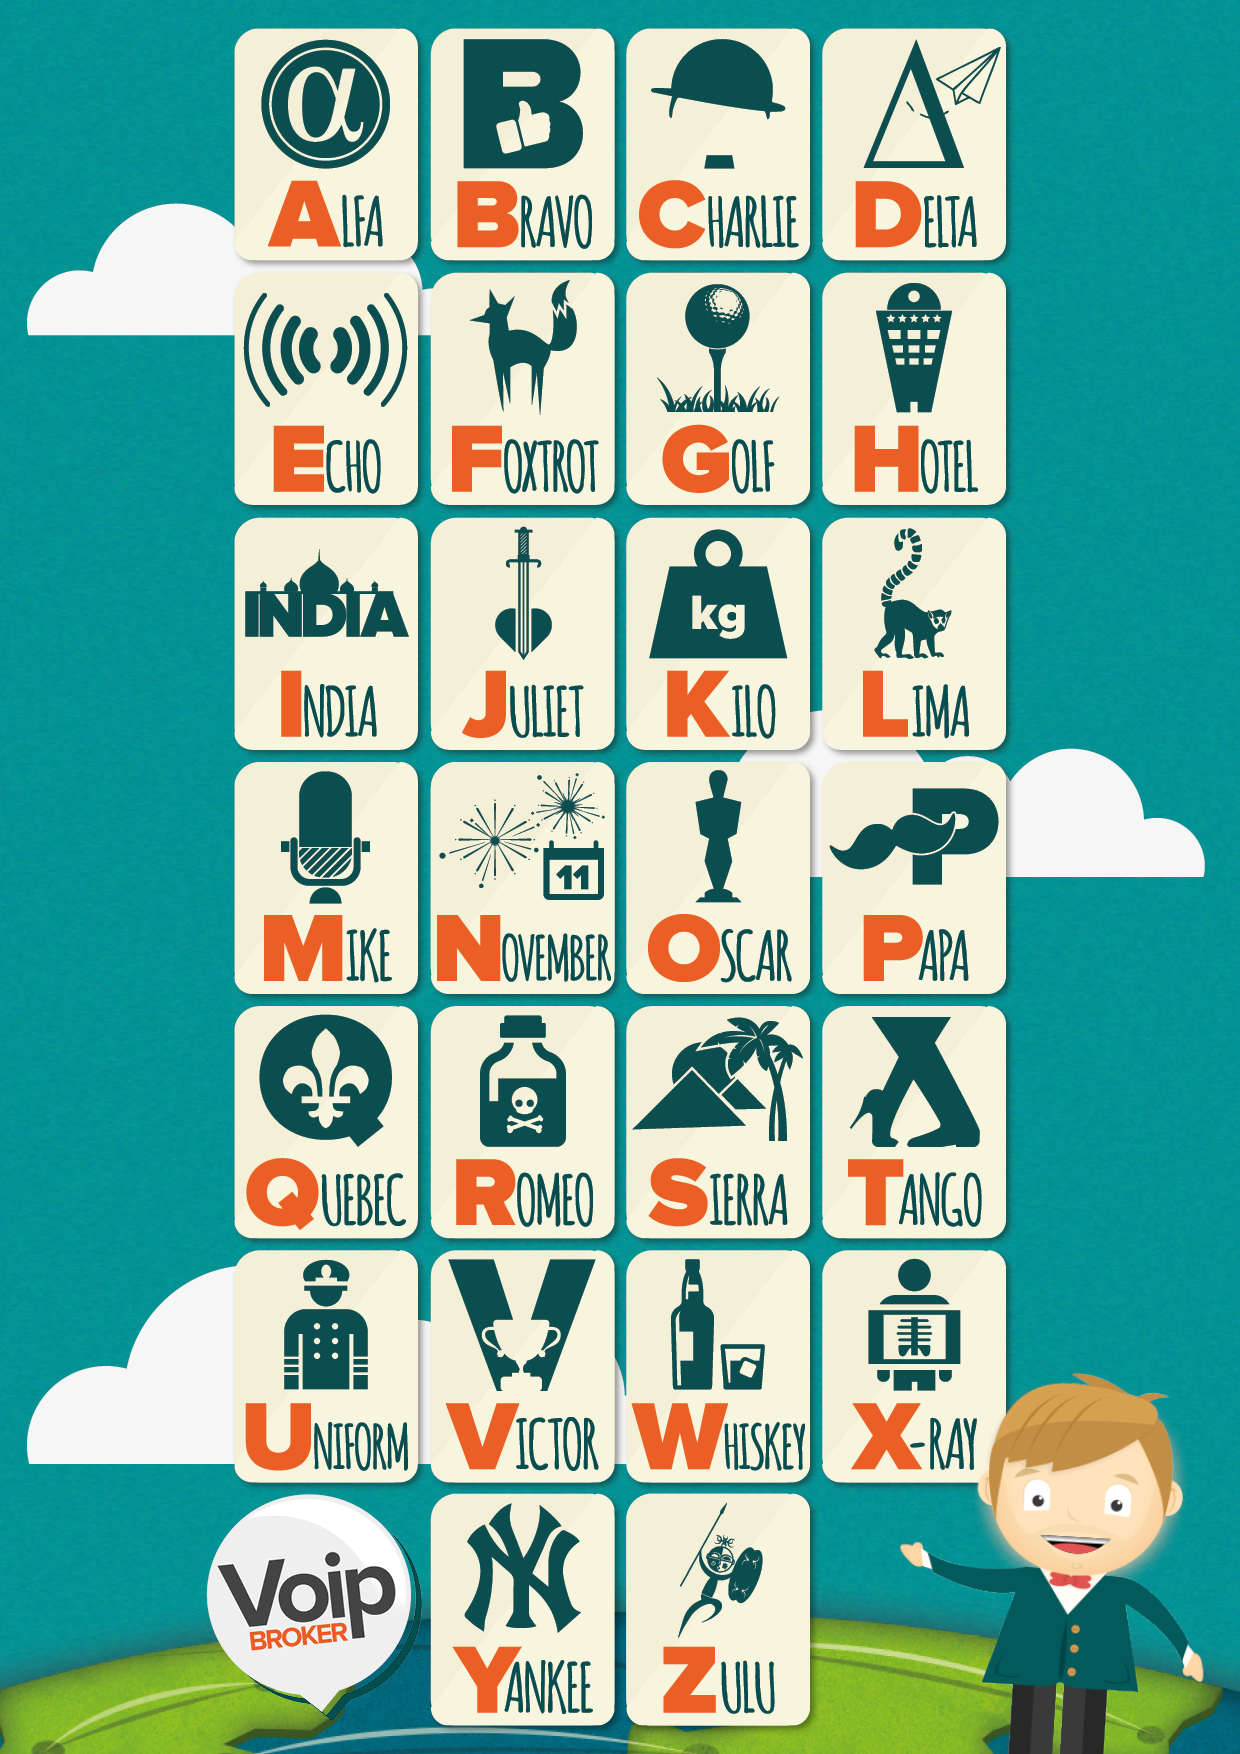 α
B
Δ
ALFA
BRAVO
CHARLIE
DELTA
ECHO
FOXTROT
GOLF
HOTEL
INDIA
kg
INDIA
JULIET
KILO
LIMA
11
P
MIKE
NOVEMBER
OSCAR
PAPA
Q
QUEBEC
ROMEO
SIERRA
TANGO
V
UNIFORM
VICTOR
WHISKEY
X-RAY
NY
Voip
BROKER
YANKEE
ZULU